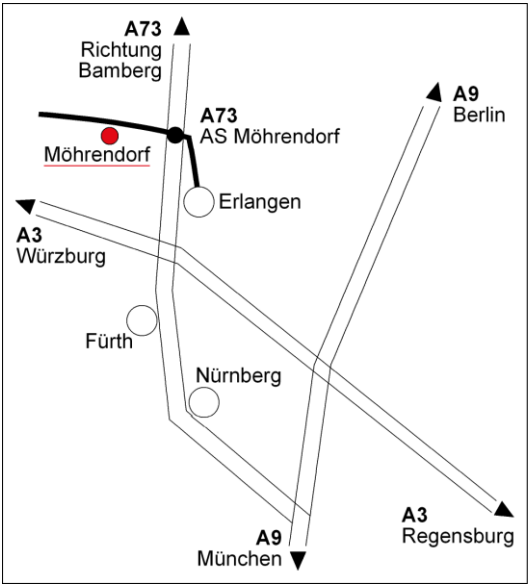 A73
Richtung
Bamberg
A9
Berlin
A73
AS Möhrendorf
Möhrendorf
Erlangen
A3
Würzburg
Fürth
Nürnberg
A3
Regensburg
A9
München